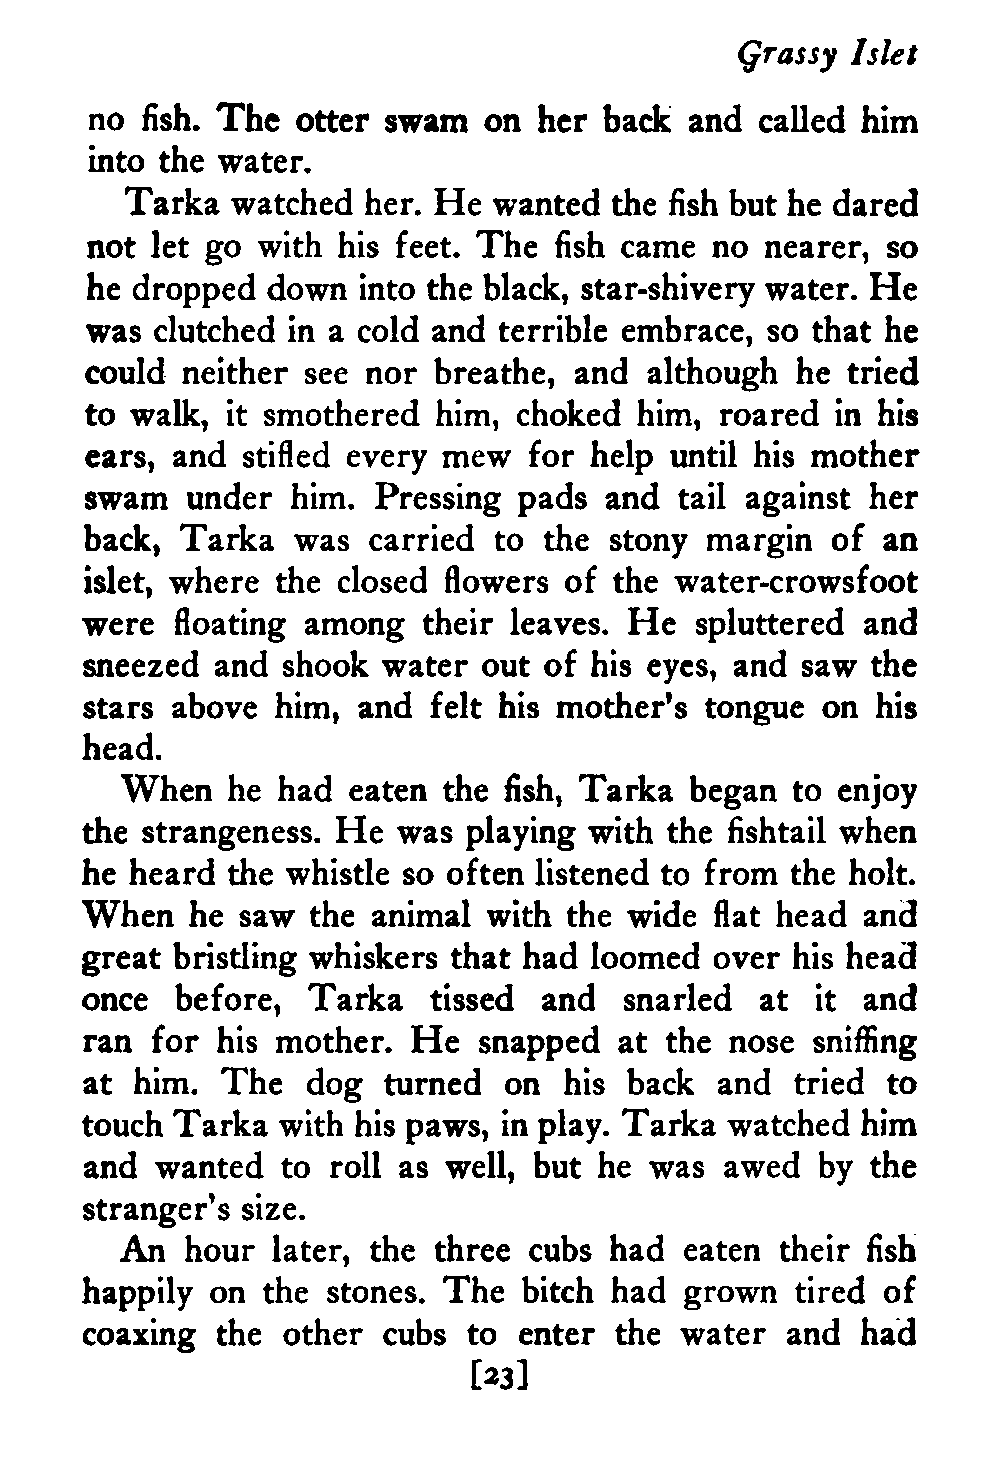 Grassy Islet
no fish. The otter swam on her back and called him
into the water.
Tarka watched her. He wanted the fish but he dared
not let go with his feet. The fish came no nearer, so
he dropped down into the black, star-shivery water. He
was clutched in a cold and terrible embrace, so that he
could neither see nor breathe, and although he tried
to walk, it smothered him, choked him, roared in his
ears, and stifled every mew for help until his mother
swam under him. Pressing pads and tail against her
back, Tarka was carried to the stony margin of an
islet, where the closed flowers of the water-crowsfoot
were floating among their leaves. He spluttered and
sneezed and shook water out of his eyes, and saw the
stars above him, and felt his mother's tongue on his
head.
When he had eaten the fish, Tarka began to enjoy
the strangeness. He was playing with the fishtail when
he heard the whistle so often listened to from the holt.
When he saw the animal with the wide flat head and
great bristling whiskers that had loomed over his head
once before, Tarka tissed and snarled at it and
ran for his mother. He snapped at the nose sniffing
at him. The dog turned on his back and tried to
touch Tarka with his paws, in play. Tarka watched him
and wanted to roll as well, but he was awed by the
stranger's size.
An hour later, the three cubs had eaten their fish
happily on the stones. The bitch had grown tired of
coaxing the other cubs to enter the water and had
[23]